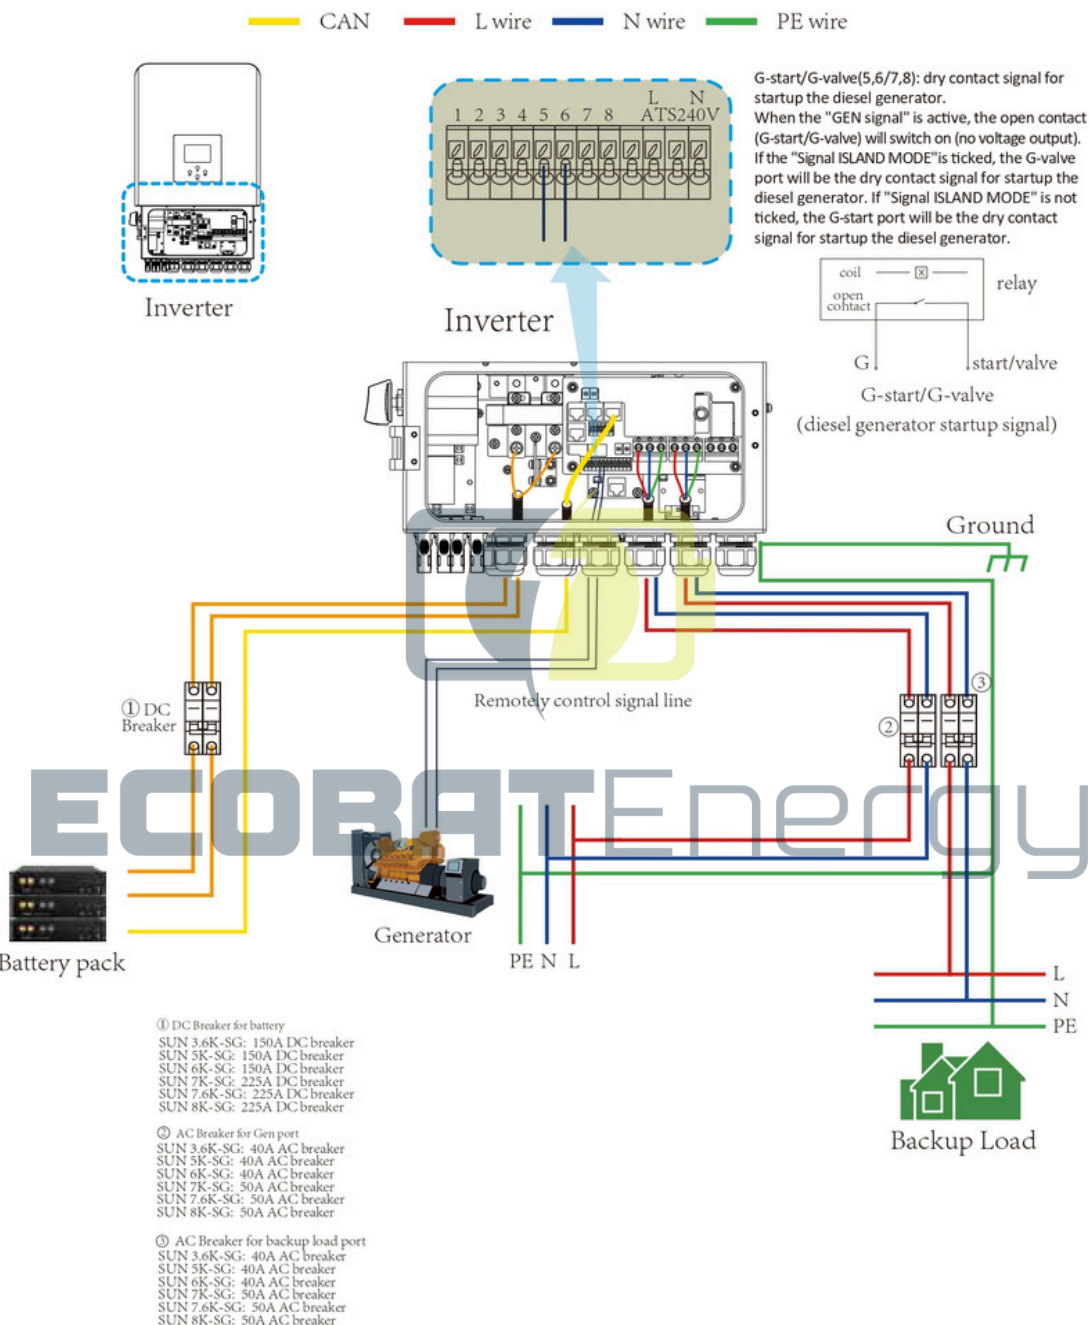 CAN L wire N wire PE wire
G-start/G-valve(5,6/7,8): dry contact signal for
startup the diesel generator.
When the "GEN signal" is active, the open contact
(G-start/G-valve) will switch on (no voltage output).
If the "Signal ISLAND MODE"is ticked, the G-valve
port will be the dry contact signal for startup the
diesel generator. If "Signal ISLAND MODE" is not
ticked, the G-start port will be the dry contact
signal for startup the diesel generator.
L N
1 2 3 4 5 6 7 8 ATS240V
Inverter
coil
open
contact
relay
G start/valve
G-start/G-valve
(diesel generator startup signal)
Inverter
Ground
Remotely control signal line
① DC
Breaker
②
③
ECOBATEnergy
Battery pack
Generator
PE N L
L
N
PE
Backup Load
① DC Breaker for battery
SUN 3.6K-SG: 150A DC breaker
SUN 5K-SG: 150A DC breaker
SUN 6K-SG: 150A DC breaker
SUN 7K-SG: 225A DC breaker
SUN 7.6K-SG: 225A DC breaker
SUN 8K-SG: 225A DC breaker
② AC Breaker for Gen port
SUN 3.6K-SG: 40A AC breaker
SUN 5K-SG: 40A AC breaker
SUN 6K-SG: 40A AC breaker
SUN 7K-SG: 50A AC breaker
SUN 7.6K-SG: 50A AC breaker
SUN 8K-SG: 50A AC breaker
③ AC Breaker for backup load port
SUN 3.6K-SG: 40A AC breaker
SUN 5K-SG: 40A AC breaker
SUN 6K-SG: 40A AC breaker
SUN 7K-SG: 50A AC breaker
SUN 7.6K-SG: 50A AC breaker
SUN 8K-SG: 50A AC breaker